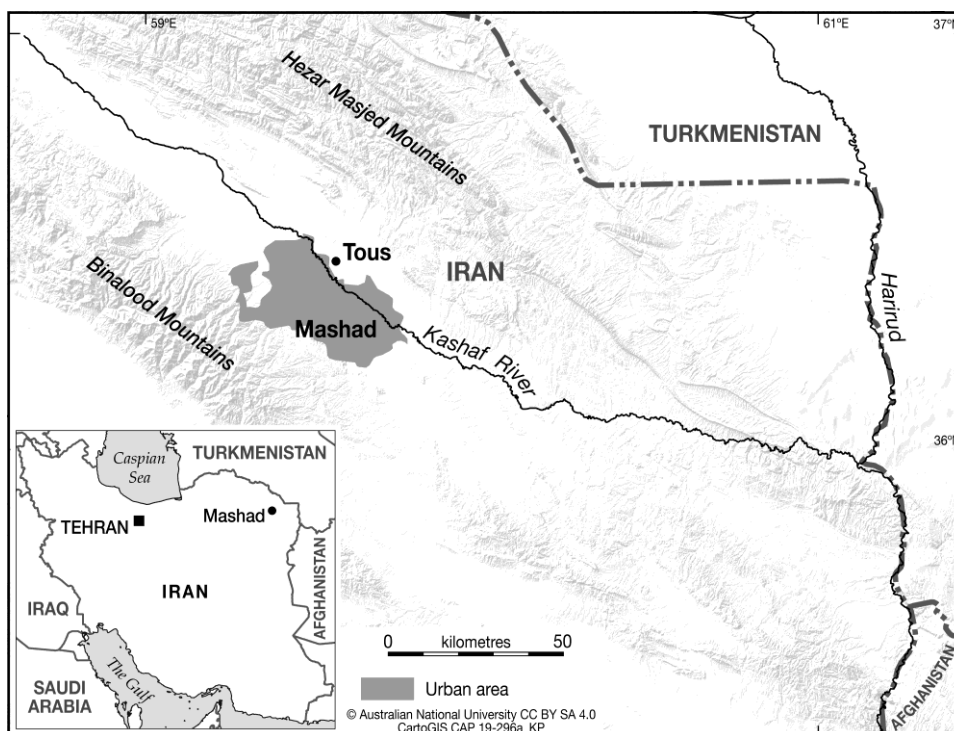 59°E
61°E
37°N
Hezar Masjed Mountains
TURKMENISTAN
Tous
IRAN
Binalood Mountains
Mashad
Harirud
Kashaf River
36°
Caspian
Sea
TURKMENISTAN
Mashad
TEHRAN
IRAN
AFGHANISTAN
IRAQ
The Gulf
SAUDI
ARABIA
0 kilometres 50
Urban area
© Australian National University CC BY SA 4.0
CartoGIS CAP 19-296a_KP
AFGHANISTAN